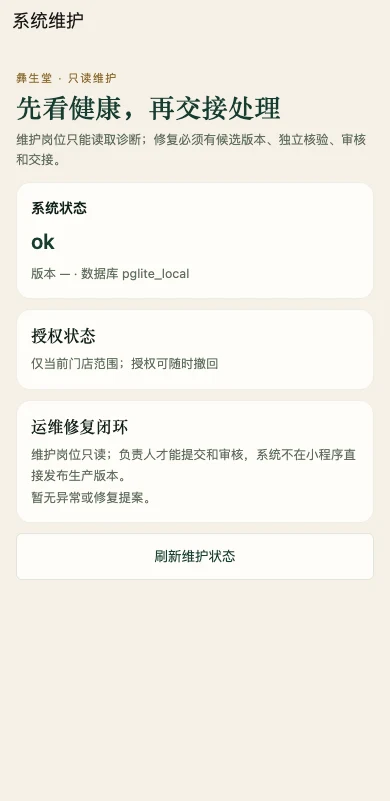 系统维护
彝生堂 · 只读维护
先看健康，再交接处理
维护岗位只能读取诊断；修复必须有候选版本、独立核验、审核
和交接。
系统状态
ok
版本 — · 数据库 pglite_local
授权状态
仅当前门店范围；授权可随时撤回
运维修复闭环
维护岗位只读；负责人才能提交和审核，系统不在小程序直
接发布生产版本。
暂无异常或修复提案。
刷新维护状态